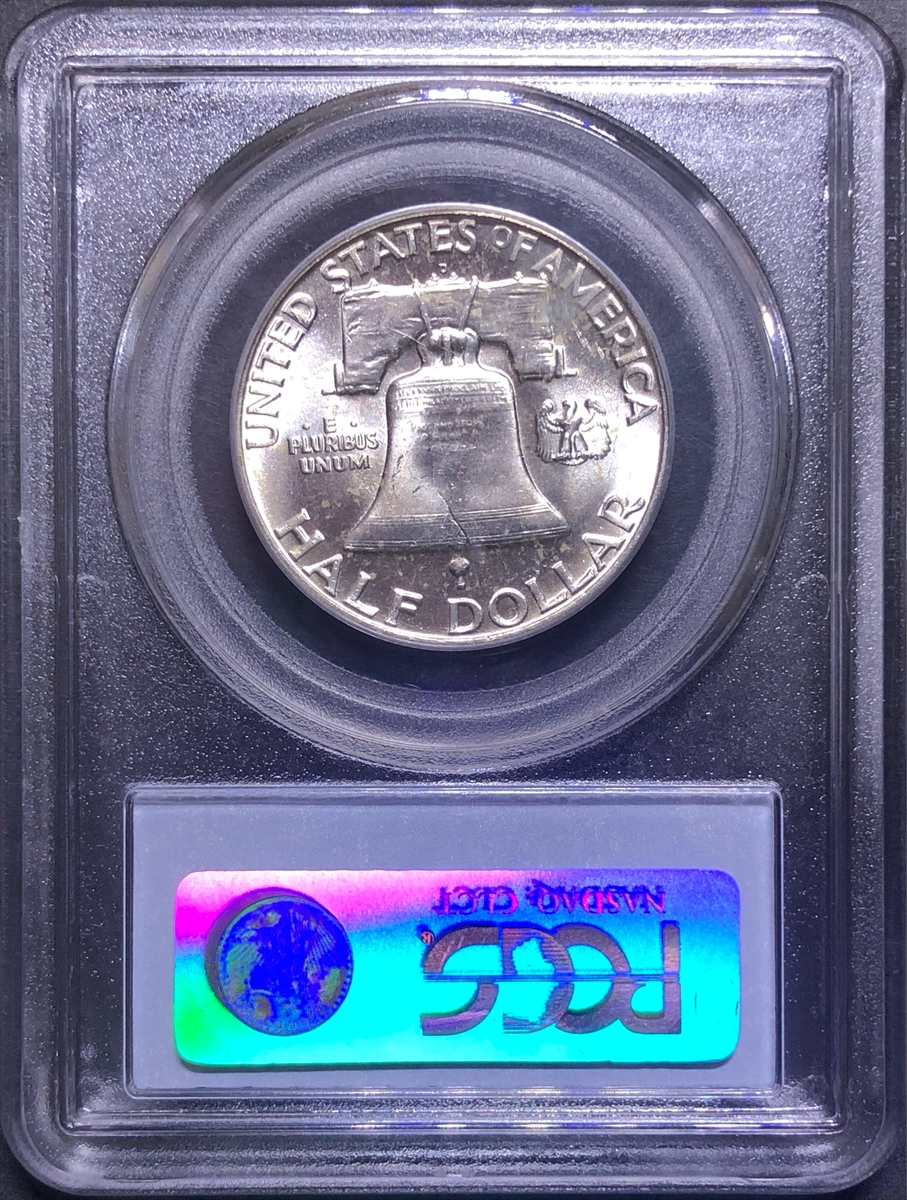 UNITED STATES OF AMERICA
D
· E ·
PLURIBUS
UNUM
HALF DOLLAR
NASDAQ: CLCT
PCGS®